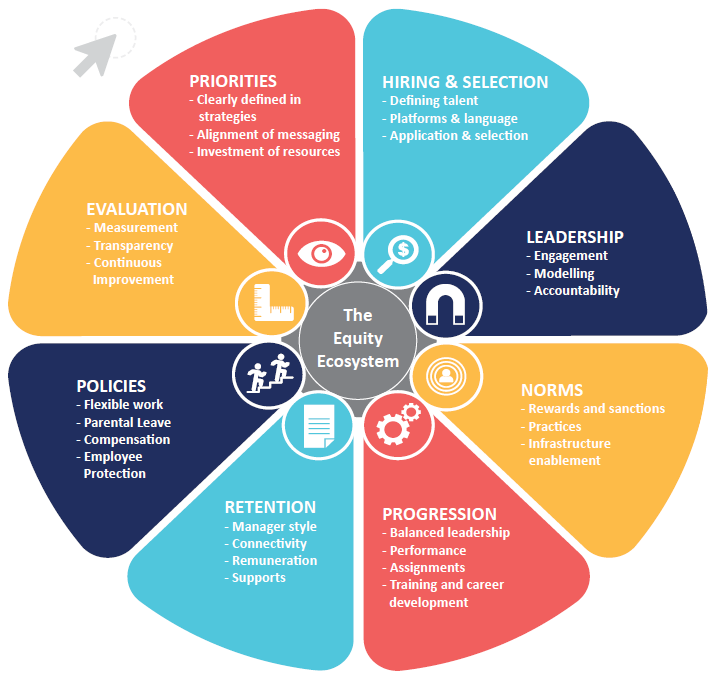 PRIORITIES
- Clearly defined in
strategies
- Alignment of messaging
- Investment of resources
HIRING & SELECTION
- Defining talent
- Platforms & language
- Application & selection
EVALUATION
- Measurement
- Transparency
- Continuous
Improvement
LEADERSHIP
- Engagement
- Modelling
- Accountability
$
The
Equity
Ecosystem
POLICIES
- Flexible work
- Parental Leave
- Compensation
- Employee
Protection
NORMS
- Rewards and sanctions
- Practices
- Infrastructure
enablement
RETENTION
- Manager style
- Connectivity
- Remuneration
- Supports
PROGRESSION
- Balanced leadership
- Performance
- Assignments
- Training and career
development